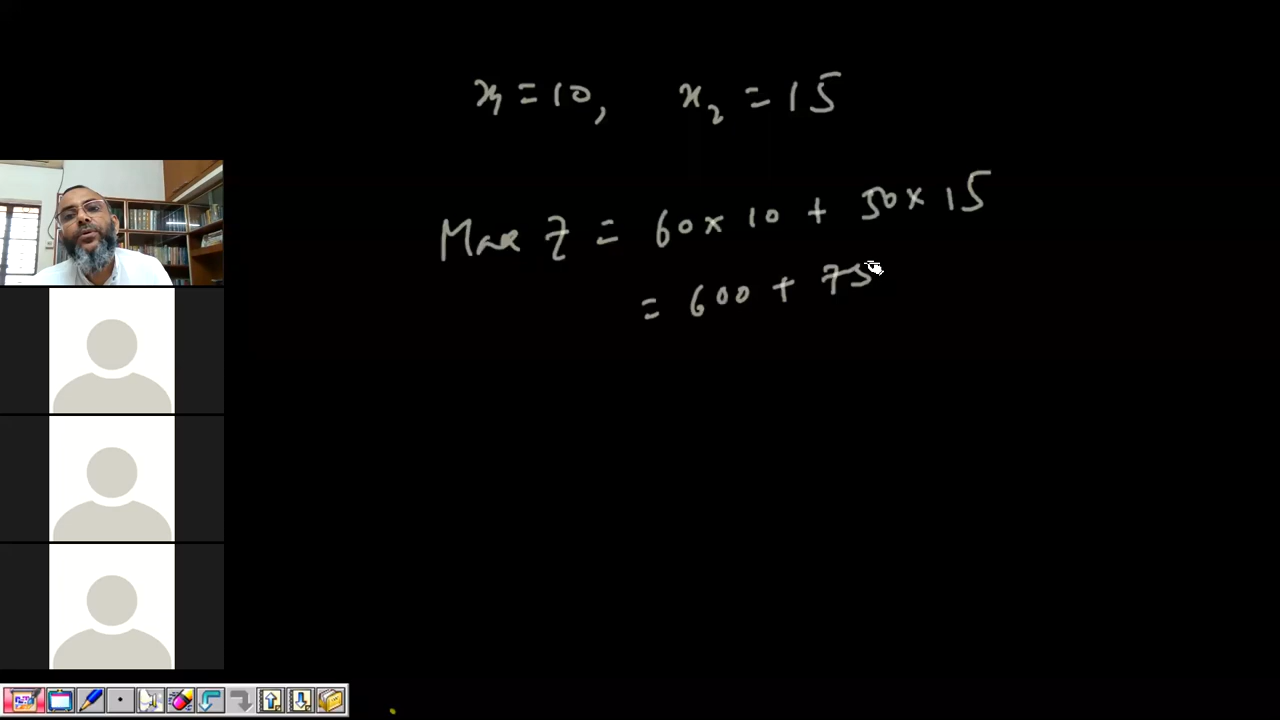 x₁ = 10, x₂ = 15
Max Z = 60 × 10 + 50 × 15
= 600 + 75